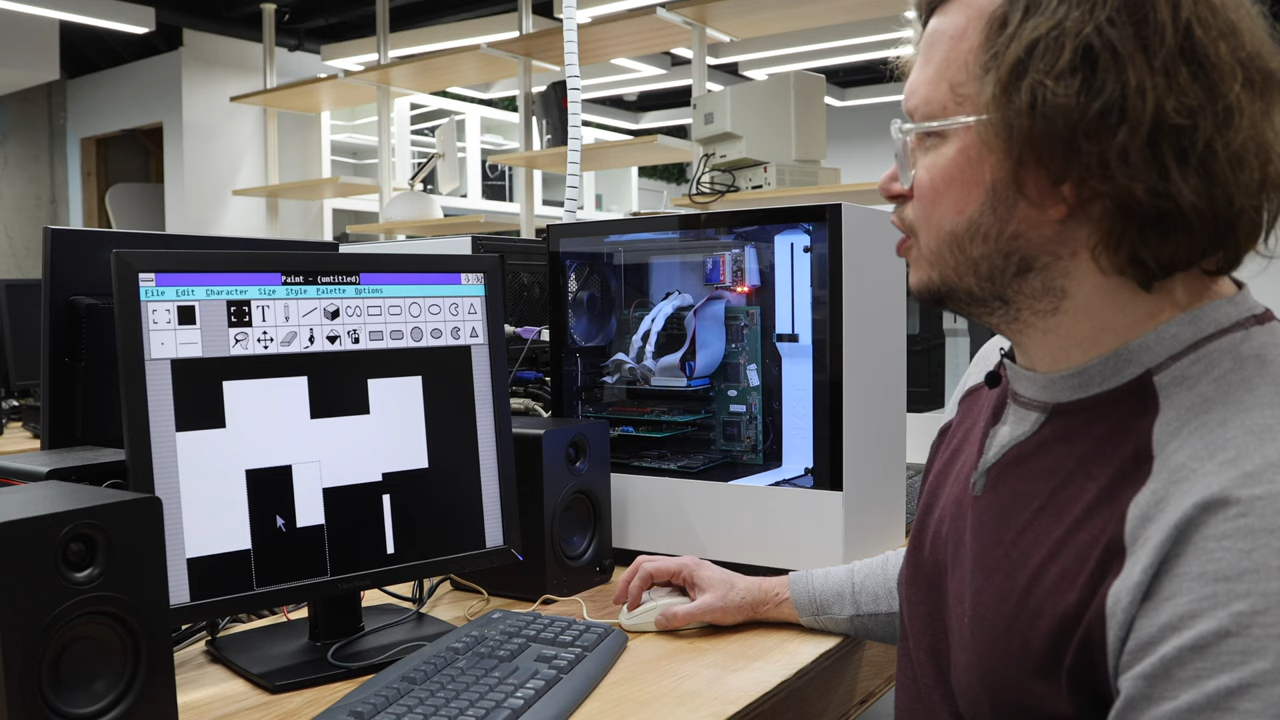 Paint - (untitled)
File Edit Character Size Style Palette Options
T
ViewSonic